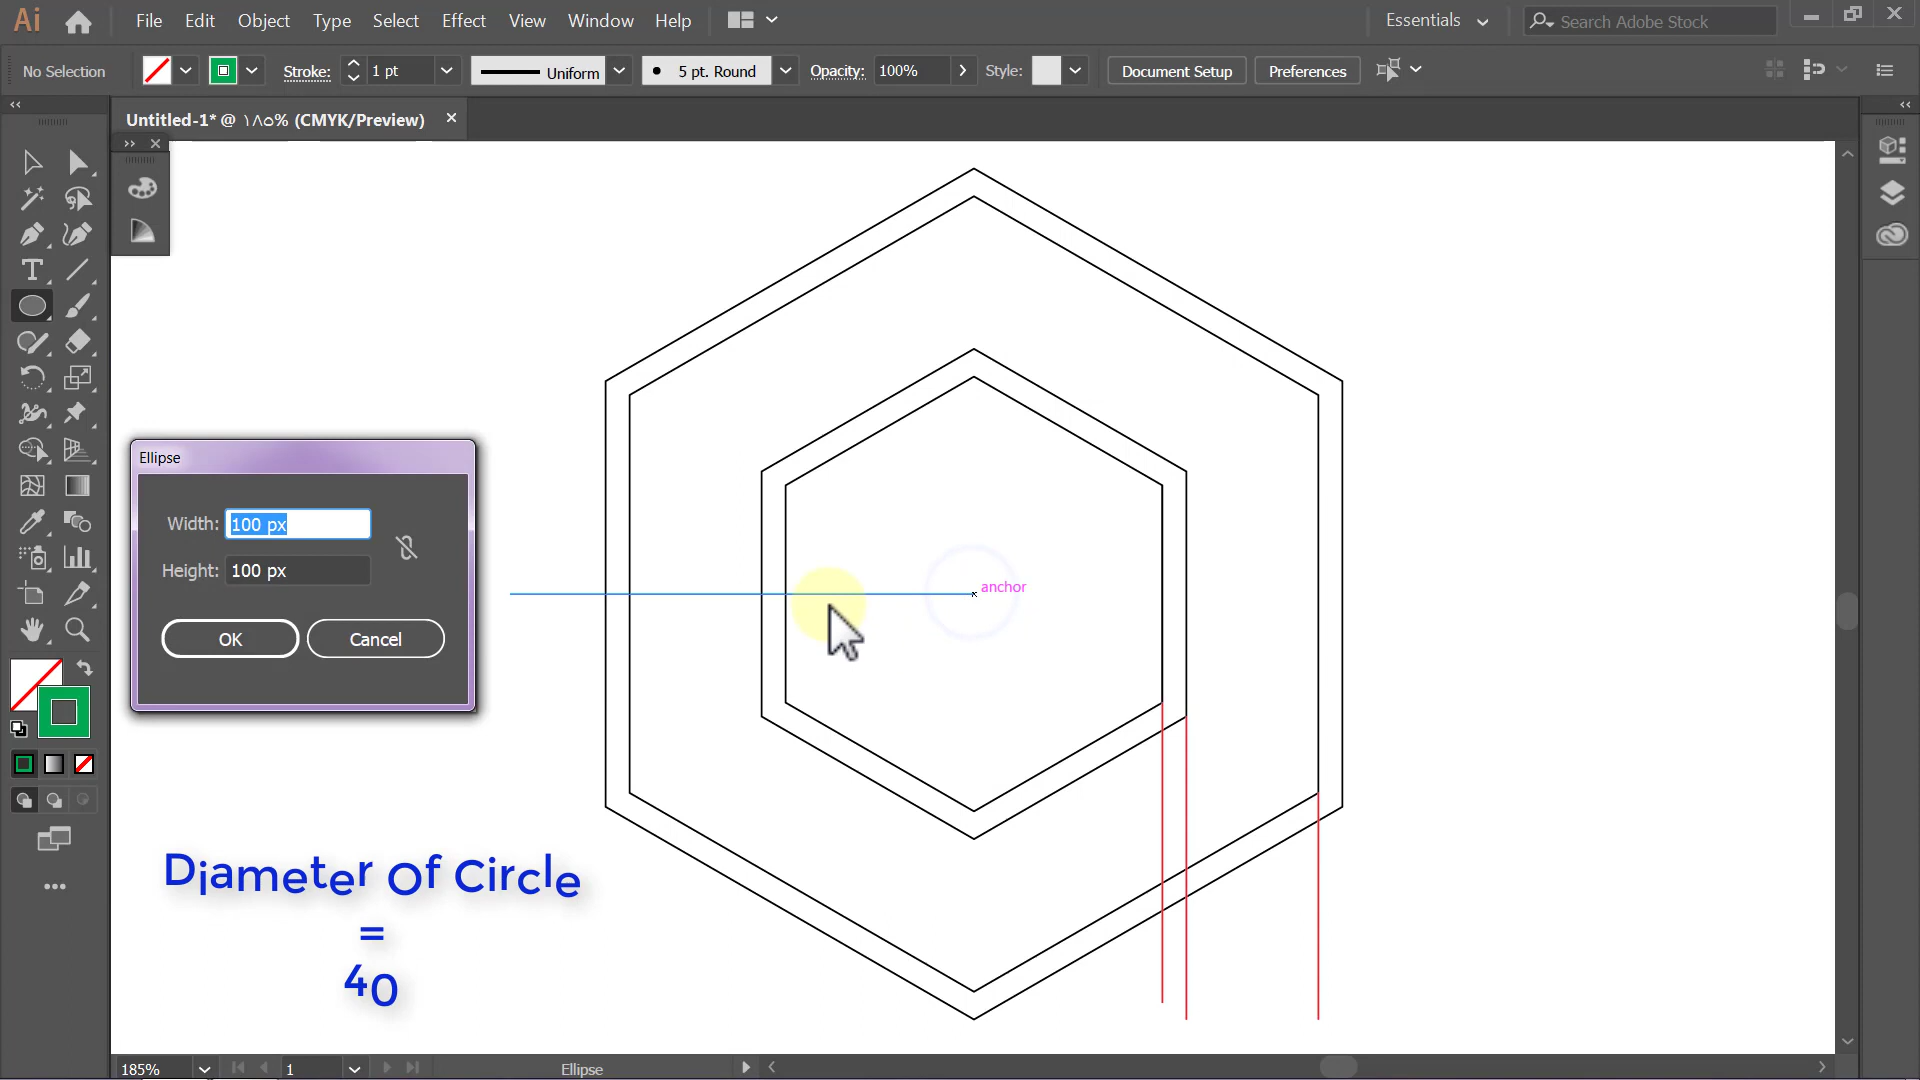 Ai File Edit Object Type Select Effect View Window Help Essentials Search Adobe Stock
No Selection Stroke: 1 pt Uniform 5 pt. Round Opacity: 100% Style: Document Setup Preferences
Untitled-1* @ ١٨٥% (CMYK/Preview)
Ellipse
Width: 100 px
Height: 100 px
OK Cancel
anchor
Diameter of Circle
=
40
185% 1 Ellipse